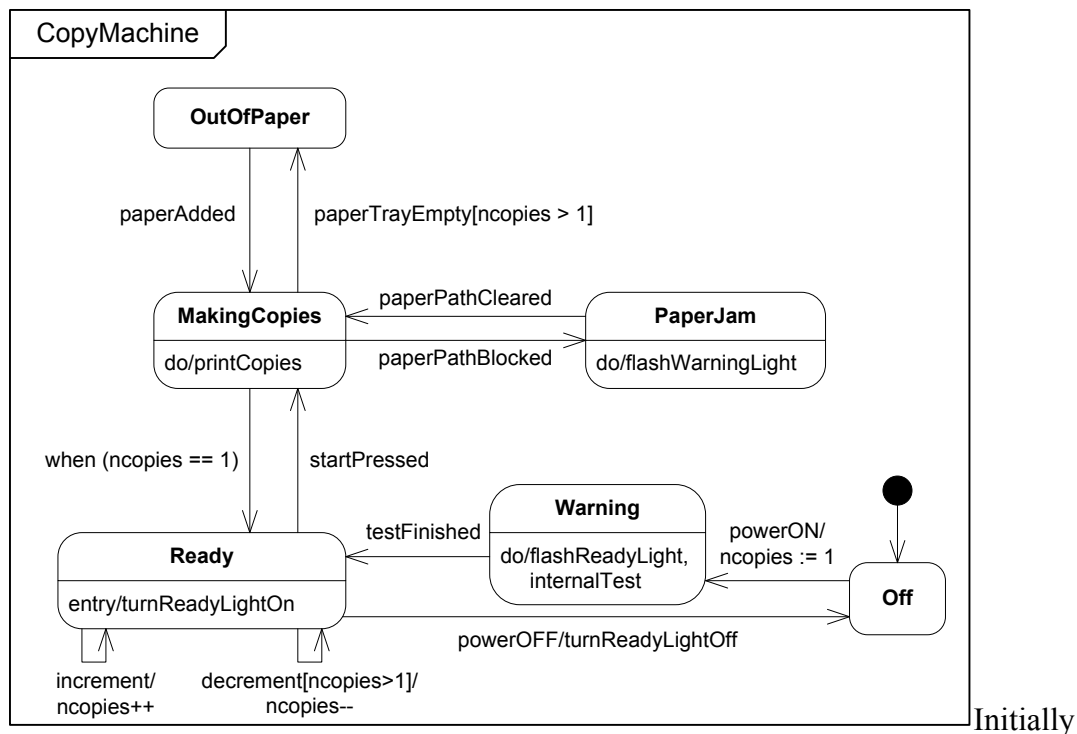 CopyMachine
OutOfPaper
paperAdded
paperTrayEmpty[ncopies > 1]
MakingCopies
do/printCopies
paperPathCleared
paperPathBlocked
PaperJam
do/flashWarningLight
when (ncopies == 1)
startPressed
Warning
do/flashReadyLight,
internalTest
testFinished
powerON/
ncopies := 1
Off
Ready
entry/turnReadyLightOn
powerOFF/turnReadyLightOff
increment/
ncopies++
decrement[ncopies>1]/
ncopies--
Initially